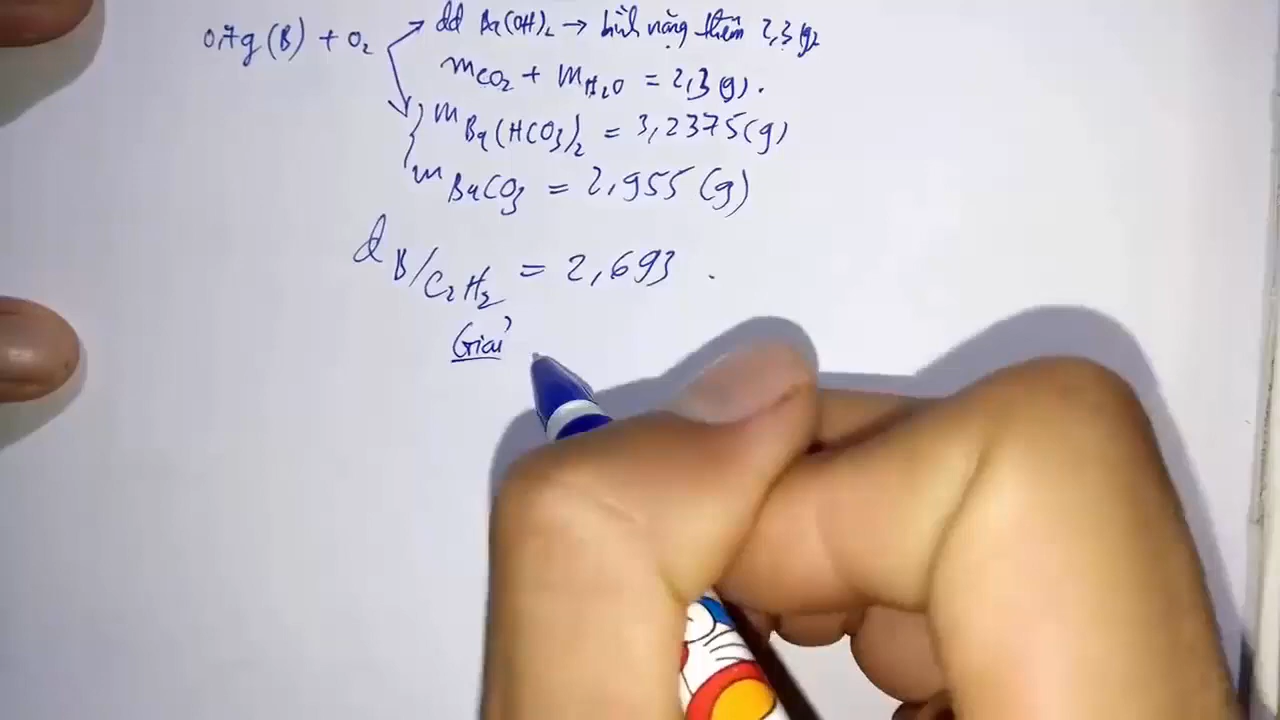 0,7g (B) + O₂ → dd Ba(OH)₂ → bình nặng thêm 2,3 (g)
mCO₂ + mH₂O = 2,3 (g).
mBa(HCO₃)₂ = 3,2375 (g)
mBaCO₃ = 2,955 (g)
dB/C₂H₂ = 2,693.
Giải